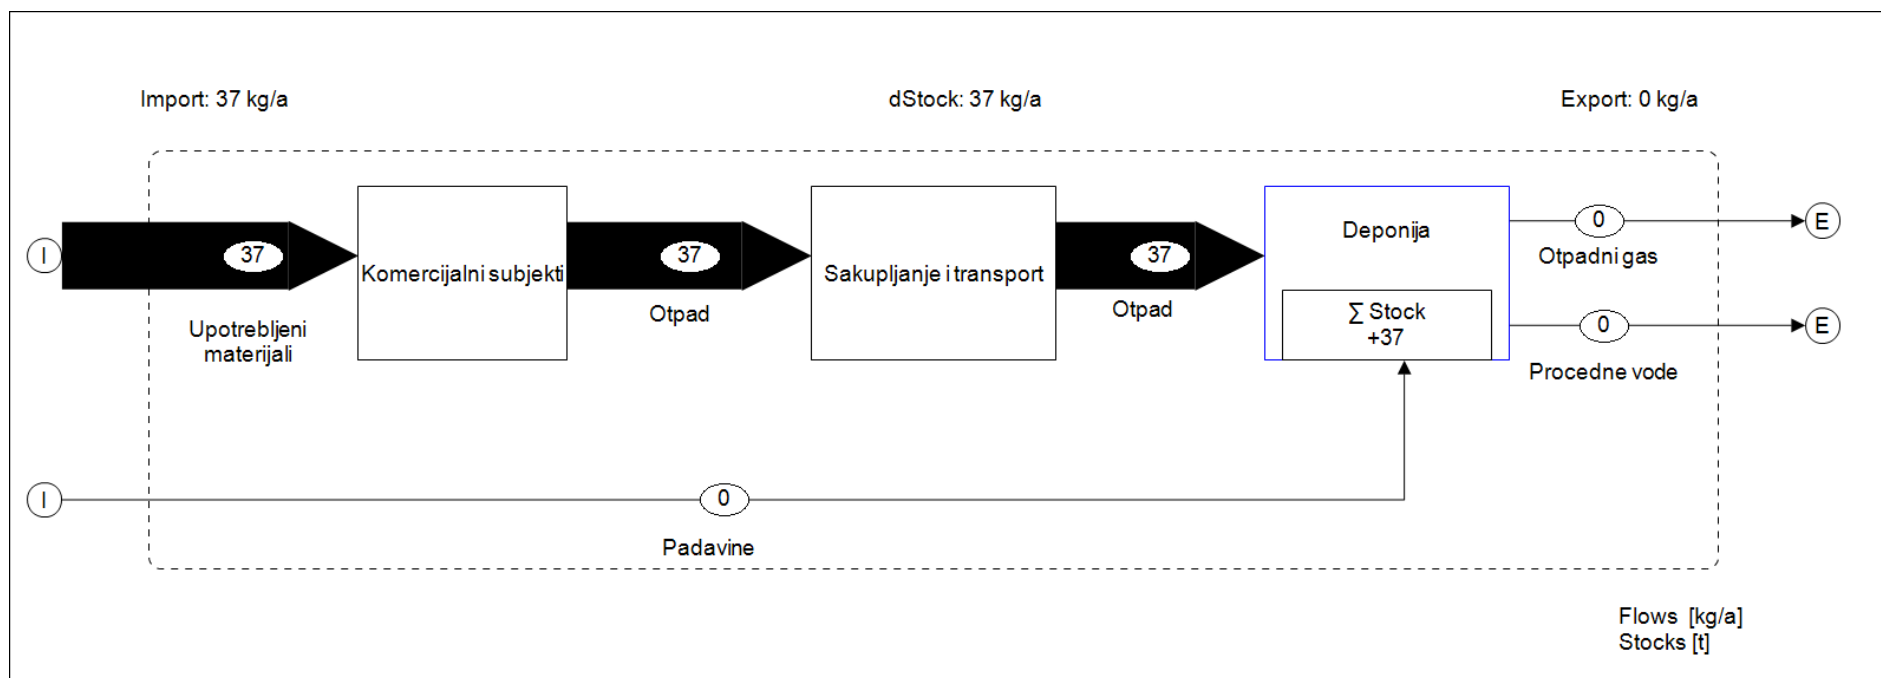 Import: 37 kg/a
dStock: 37 kg/a
Export: 0 kg/a
I
37
Upotrebljeni
materijali
Komercijalni subjekti
37
Otpad
Sakupljanje i transport
37
Otpad
Deponija
∑ Stock
+37
0
E
Otpadni gas
0
E
Procedne vode
I
0
Padavine
Flows [kg/a]
Stocks [t]